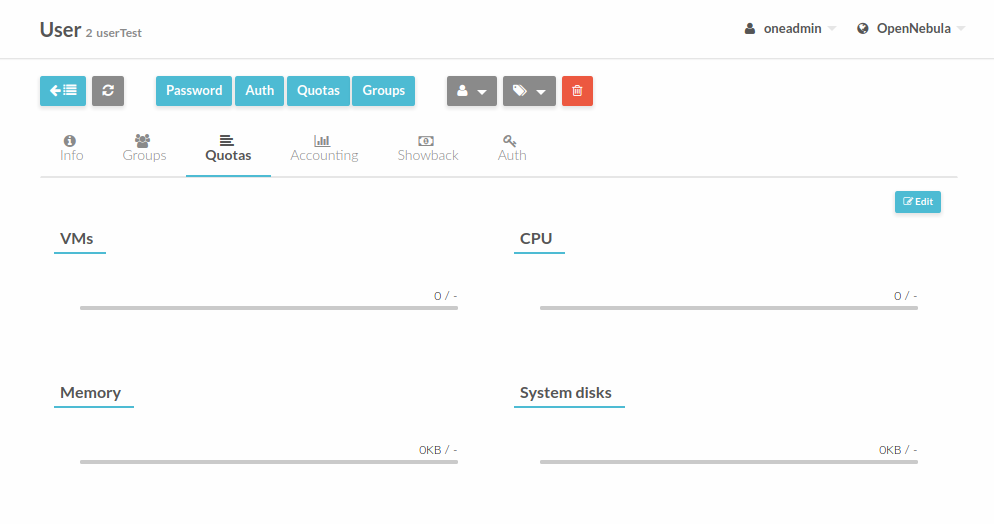 User 2 userTest
oneadmin
OpenNebula
Password Auth Quotas Groups
Info Groups Quotas Accounting Showback Auth
Edit
VMs
0 / -
CPU
0 / -
Memory
0KB / -
System disks
0KB / -